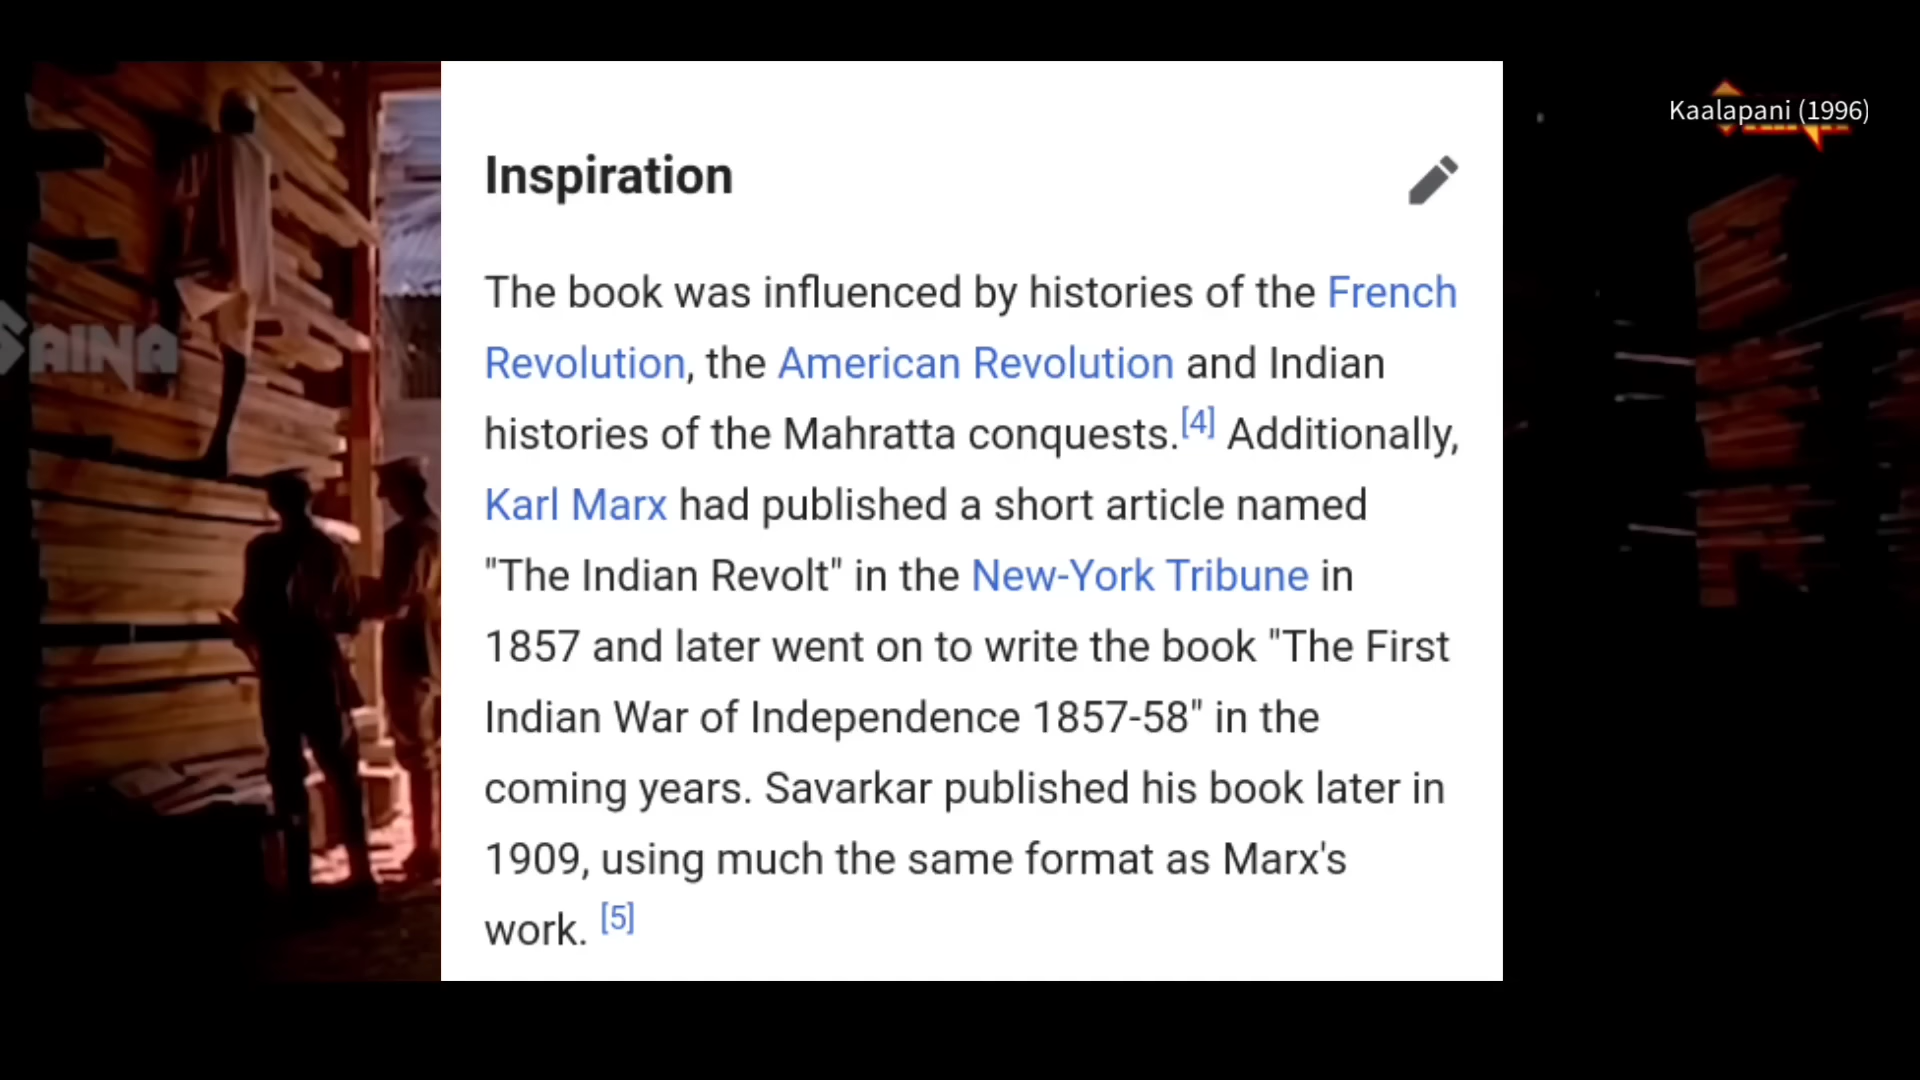 Kaalapani (1996)
Inspiration
The book was influenced by histories of the French
Revolution, the American Revolution and Indian
histories of the Mahratta conquests.[4] Additionally,
Karl Marx had published a short article named
"The Indian Revolt" in the New-York Tribune in
1857 and later went on to write the book "The First
Indian War of Independence 1857-58" in the
coming years. Savarkar published his book later in
1909, using much the same format as Marx's
work. [5]
SAINA